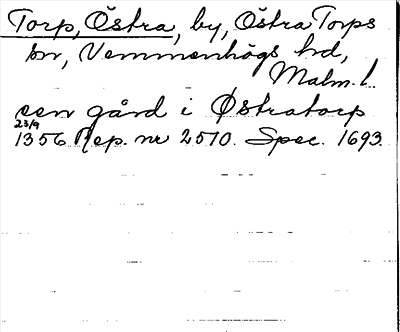 Torp, Östra, by, Östra Torps
sn, Vemmenhögs hd,
Malm. l.
een gård i Østratorp
23/9
1356 Rep. nr 2570. Spec. 1693.